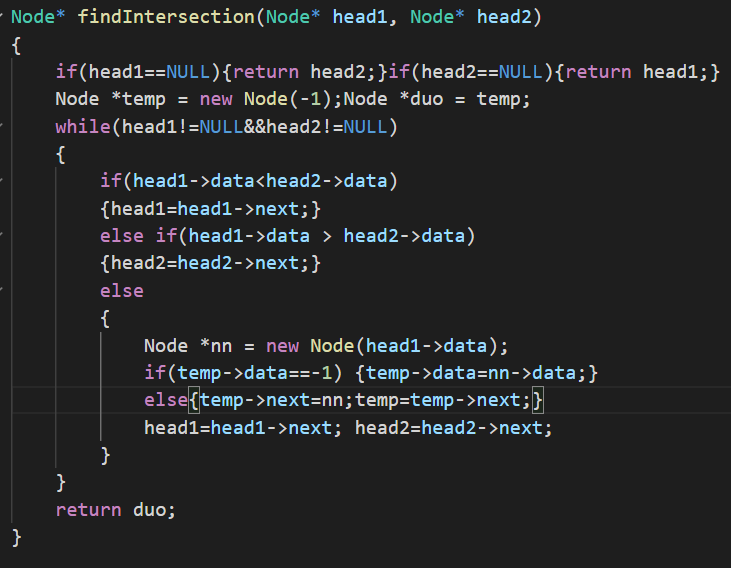 Node* findIntersection(Node* head1, Node* head2)
{
    if(head1==NULL){return head2;}if(head2==NULL){return head1;}
    Node *temp = new Node(-1);Node *duo = temp;
    while(head1!=NULL&&head2!=NULL)
    {
        if(head1->data<head2->data)
        {head1=head1->next;}
        else if(head1->data > head2->data)
        {head2=head2->next;}
        else
        {
            Node *nn = new Node(head1->data);
            if(temp->data==-1) {temp->data=nn->data;}
            else{temp->next=nn;temp=temp->next;}
            head1=head1->next; head2=head2->next;
        }
    }
    return duo;
}